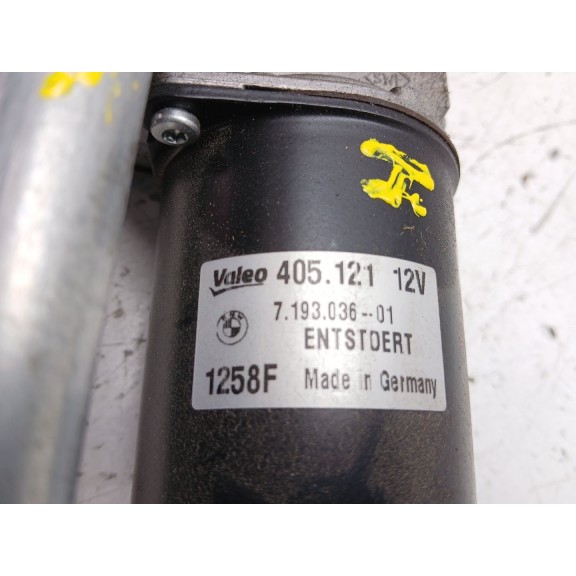 Valeo 405.121 12V
7.193.036-01
ENTSTOERT
1258F Made in Germany